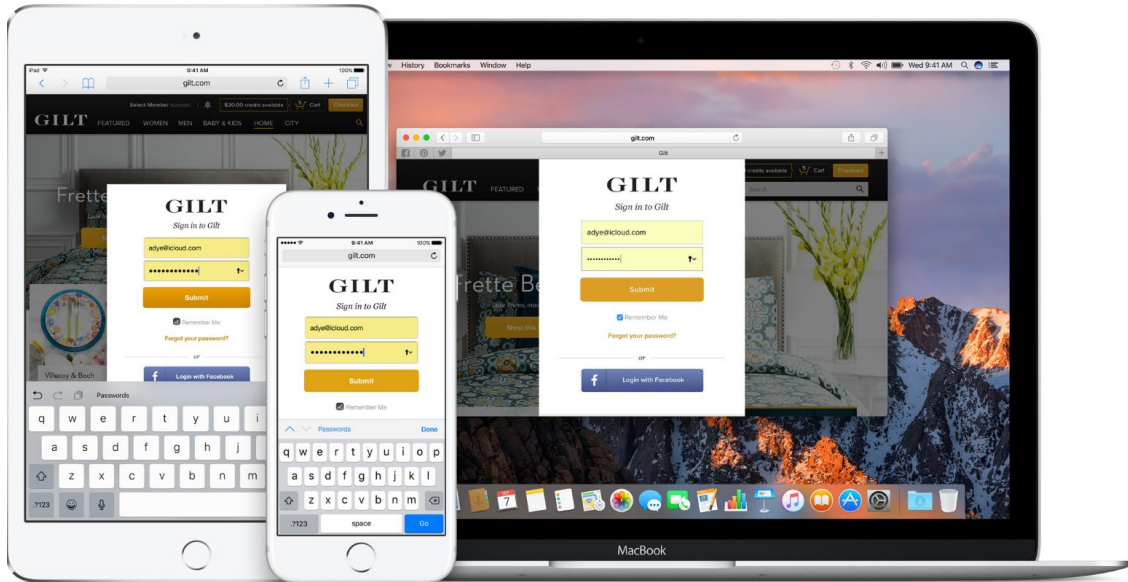 iPad
9:41 AM
100%
gilt.com
Select Member Account
$20.00 credits available
Cart
Checkout
GILT
FEATURED WOMEN MEN BABY & KIDS HOME CITY
Frette
GILT
Sign in to Gilt
adye@icloud.com
••••••••••••
Submit
Remember Me
Forgot your password?
or
f Login with Facebook
Villeroy & Boch
Passwords
q w e r t y u i
a s d f g h j
z x c v b n m
.?123
9:41 AM
100%
gilt.com
GILT
Sign in to Gilt
adye@icloud.com
••••••••••••
Submit
Remember Me
Passwords Done
q w e r t y u i o p
a s d f g h j k l
z x c v b n m
.?123 space Go
w History Bookmarks Window Help
Wed 9:41 AM
gilt.com
Gilt
credits available
Cart
Checkout
GILT
FEATURED
Search
Frette Be
Shop this
GILT
Sign in to Gilt
adye@icloud.com
••••••••••••
Submit
Remember Me
Forgot your password?
or
f Login with Facebook
7
MacBook